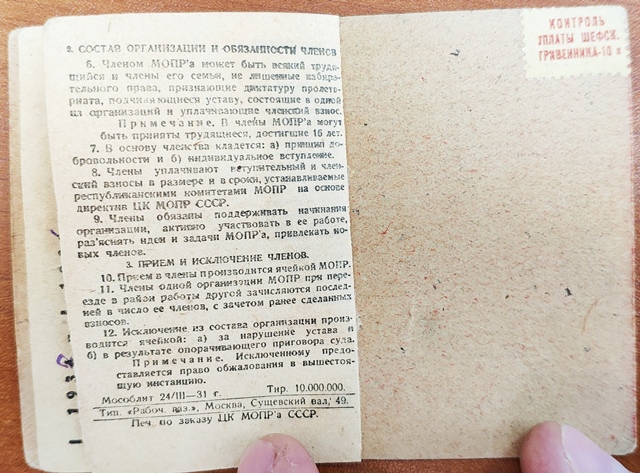 2. СОСТАВ ОРГАНИЗАЦИИ И ОБЯЗАННОСТИ ЧЛЕНОВ
6. Членом МОПР'а может быть всякий трудя-
щийся и члены его семьи, не лишенные избира-
тельного права, признающие диктатуру пролета-
риата, подчиняющиеся уставу, состоящие в одной
из организаций и уплачивающие членский взнос.
Примечание. В члены МОПР'а могут
быть приняты трудящиеся, достигшие 16 лет.
7. В основу членства кладется: а) принцип до-
бровольности и б) индивидуальное вступление.
8. Члены уплачивают вступительный и член-
ский взносы в размере и в сроки, устанавливаемые
республиканскими комитетами МОПР на основе
директив ЦК МОПР СССР.
9. Члены обязаны поддерживать начинания
организации, активно участвовать в ее работе,
раз'яснять идеи и задачи МОПР'а, привлекать но-
вых членов.
3. ПРИЕМ И ИСКЛЮЧЕНИЕ ЧЛЕНОВ.
10. Прием в члены производится ячейкой МОПР.
11. Члены одной организации МОПР при пере-
езде в район работы другой зачисляются послед-
ней в число ее членов, с зачетом ранее сделанных
взносов.
12. Исключение из состава организации произ-
водится ячейкой: а) за нарушение устава и
б) в результате опорачивающего приговора суда.
Примечание. Исключенному предо-
ставляется право обжалования в вышестоя-
щую инстанцию.
Мособлит 24/III—31 г. Тир. 10.000.000.
Тип. «Рабоч. газ.», Москва, Сущевский вал, 49.
Печ. по заказу ЦК МОПР'а СССР.
КОНТРОЛЬ
УПЛАТЫ ШЕФСК.
ГРИВЕННИКА-10 к